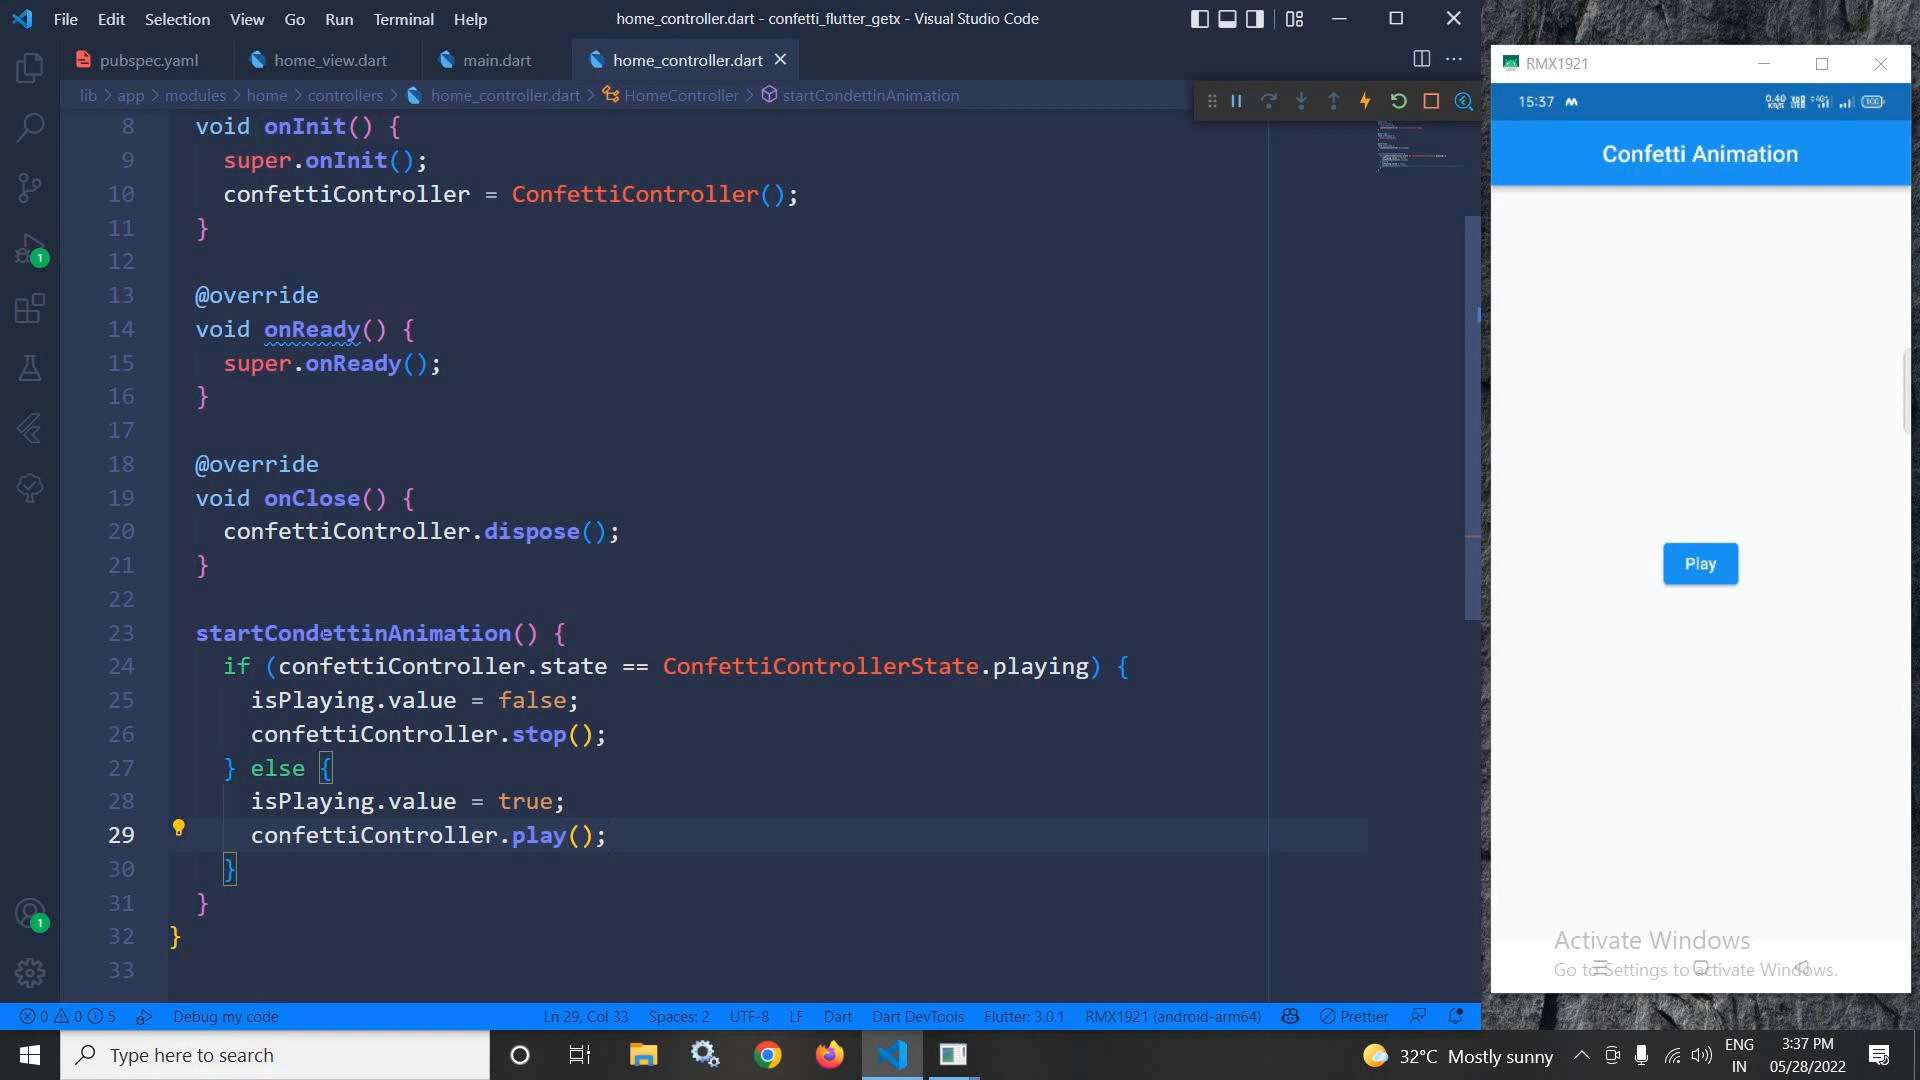 File Edit Selection View Go Run Terminal Help
home_controller.dart - confetti_flutter_getx - Visual Studio Code
pubspec.yaml
home_view.dart
main.dart
home_controller.dart
lib > app > modules > home > controllers > home_controller.dart > HomeController > startCondettinAnimation
8 void onInit() {
9 super.onInit();
10 confettiController = ConfettiController();
11 }
12
13 @override
14 void onReady() {
15 super.onReady();
16 }
17
18 @override
19 void onClose() {
20 confettiController.dispose();
21 }
22
23 startCondettinAnimation() {
24 if (confettiController.state == ConfettiControllerState.playing) {
25 isPlaying.value = false;
26 confettiController.stop();
27 } else {
28 isPlaying.value = true;
29 confettiController.play();
30 }
31 }
32 }
33
1
1
0 0 5 Debug my code
Ln 29, Col 33 Spaces: 2 UTF-8 LF Dart Dart DevTools Flutter: 3.0.1 RMX1921 (android-arm64) Prettier
RMX1921
15:37
Confetti Animation
Play
Activate Windows
Go to Settings to activate Windows.
Type here to search
32°C Mostly sunny
ENG
IN
3:37 PM
05/28/2022